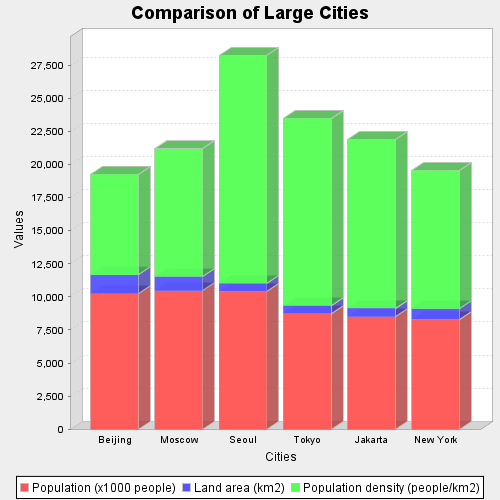 Comparison of Large Cities
27,500
25,000
22,500
20,000
17,500
15,000
12,500
10,000
7,500
5,000
2,500
0
Values
Beijing Moscow Seoul Tokyo Jakarta New York
Cities
Population (x1000 people) Land area (km2) Population density (people/km2)